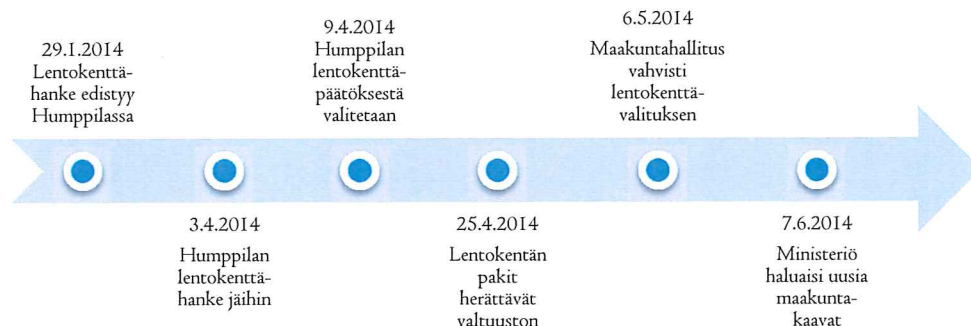 29.1.2014
Lentokenttä-
hanke edistyy
Humppilassa
3.4.2014
Humppilan
lentokenttä-
hanke jäihin
9.4.2014
Humppilan
lentokenttä-
päätöksestä
valitetaan
25.4.2014
Lentokentän
pakit
herättävät
valtuuston
6.5.2014
Maakuntahallitus
vahvisti
lentokenttä-
valituksen
7.6.2014
Ministeriö
haluaisi uusia
maakunta-
kaavat